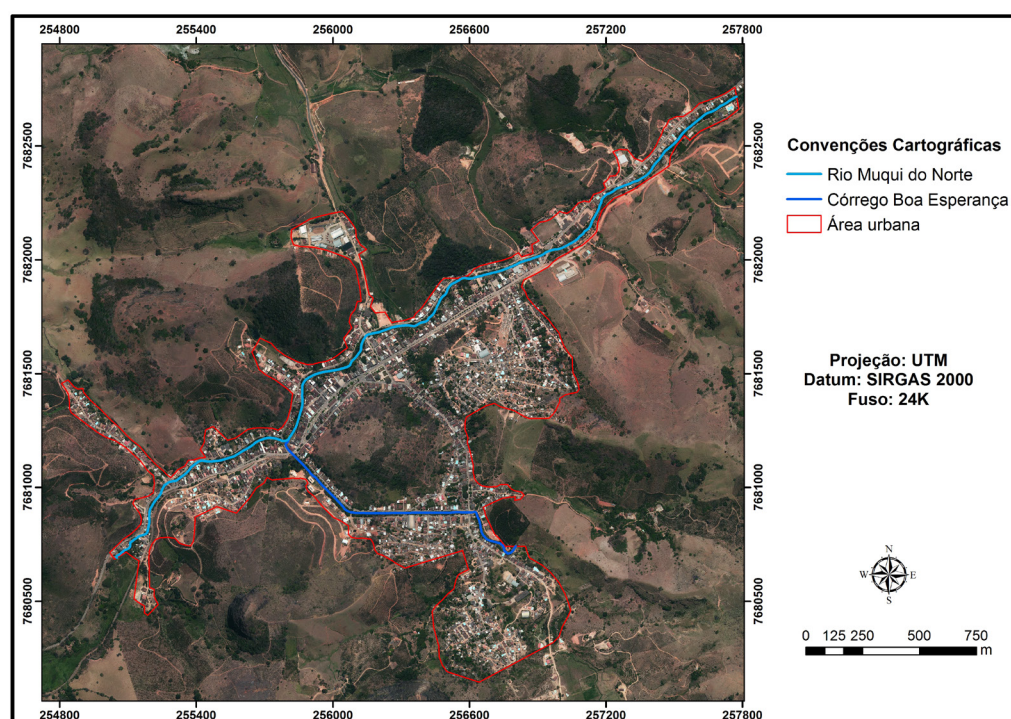 254800 255400 256000 256600 257200 257800
7682500
7682000
7681500
7681000
7680500
7682500
7682000
7681500
7681000
7680500
254800 255400 256000 256600 257200 257800
Convenções Cartográficas
Rio Muqui do Norte
Córrego Boa Esperança
Área urbana
Projeção: UTM
Datum: SIRGAS 2000
Fuso: 24K
N
W E
S
0 125 250 500 750
m